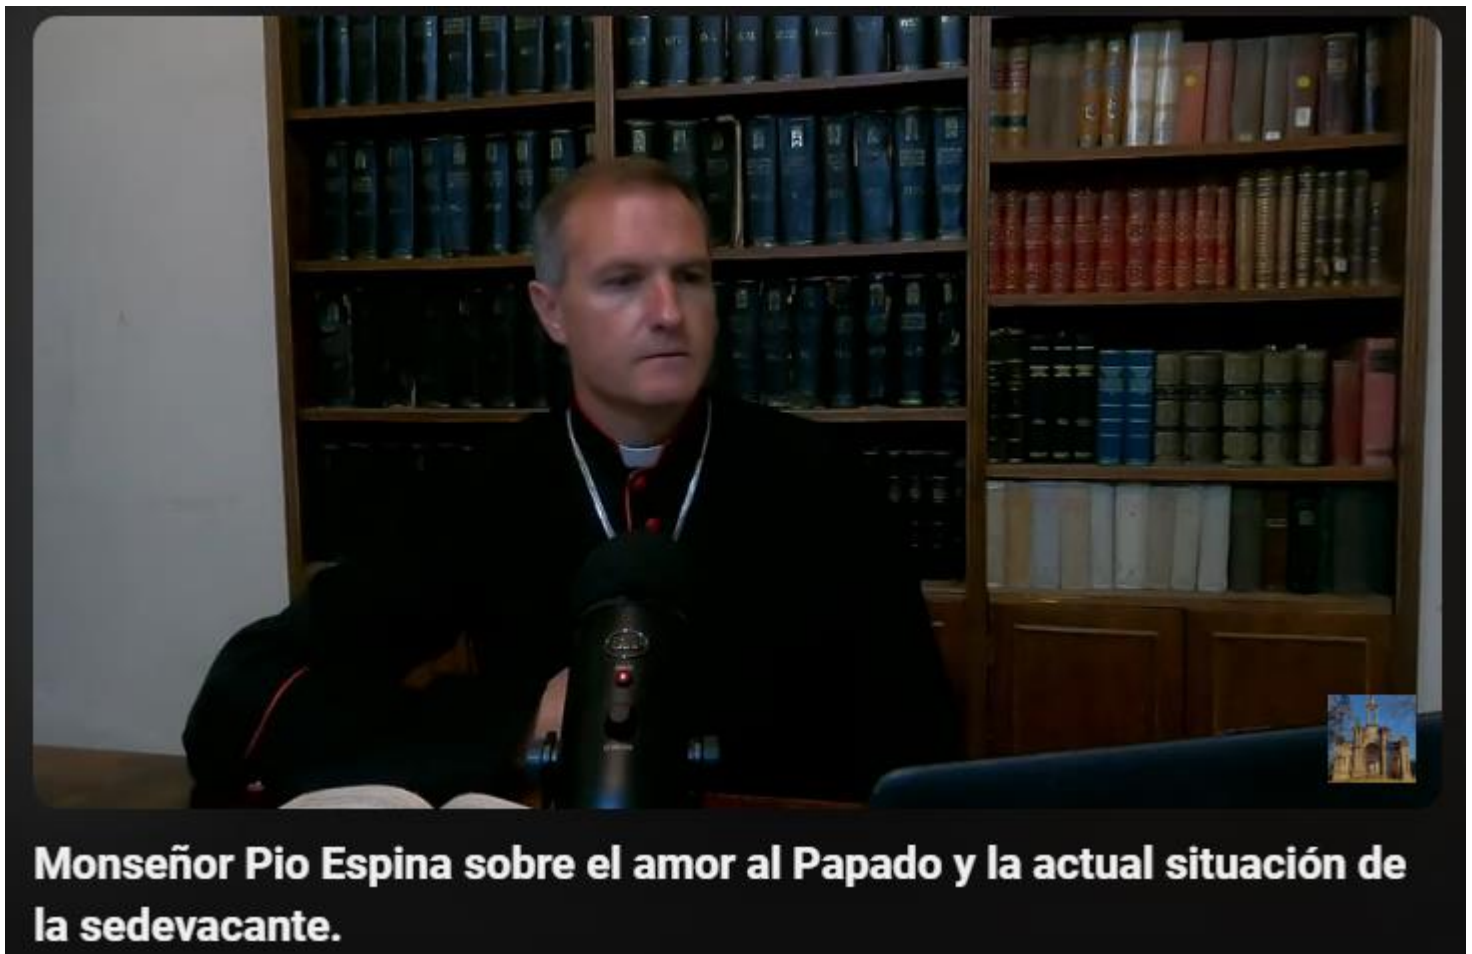 Monseñor Pio Espina sobre el amor al Papado y la actual situación de
la sedevacante.